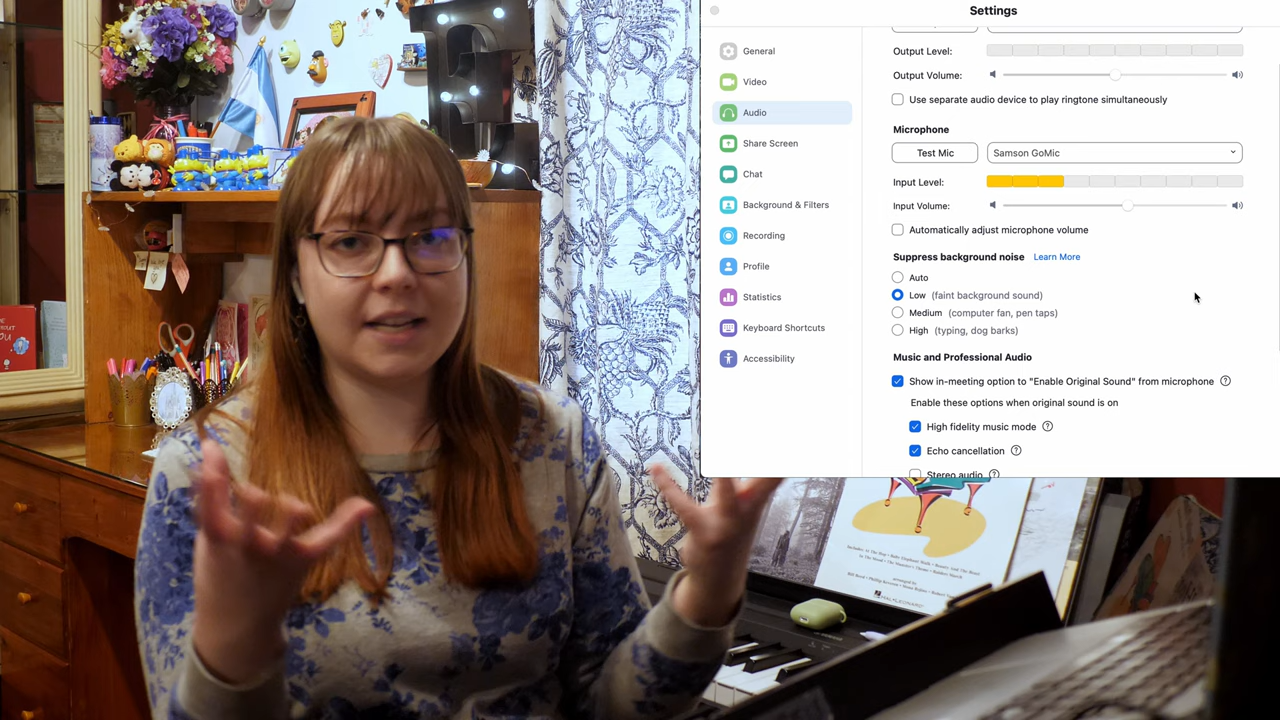 Settings
General
Video
Audio
Share Screen
Chat
Background & Filters
Recording
Profile
Statistics
Keyboard Shortcuts
Accessibility
Output Level:
Output Volume:
Use separate audio device to play ringtone simultaneously
Microphone
Test Mic
Samson GoMic
Input Level:
Input Volume:
Automatically adjust microphone volume
Suppress background noise Learn More
Auto
Low (faint background sound)
Medium (computer fan, pen taps)
High (typing, dog barks)
Music and Professional Audio
Show in-meeting option to "Enable Original Sound" from microphone
Enable these options when original sound is on
High fidelity music mode
Echo cancellation
Stereo audio
YOU
HAL LEONARD